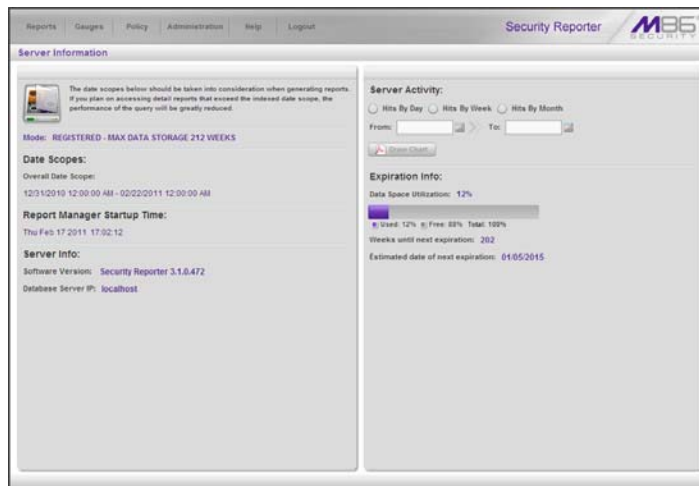 Reports Gauges Policy Administration Help Logout
Security Reporter
M86
SECURITY
Server Information
The date scopes below should be taken into consideration when generating reports.
If you plan on accessing detail reports that exceed the indexed date scope, the
performance of the query will be greatly reduced.
Mode: REGISTERED - MAX DATA STORAGE 212 WEEKS
Date Scopes:
Overall Date Scope:
12/31/2010 12:00:00 AM - 02/22/2011 12:00:00 AM
Report Manager Startup Time:
Thu Feb 17 2011 17:02:12
Server Info:
Software Version: Security Reporter 3.1.0.472
Database Server IP: localhost
Server Activity:
Hits By Day Hits By Week Hits By Month
From: To:
Draw Chart
Expiration Info:
Data Space Utilization: 12%
Used: 12% Free: 88% Total: 100%
Weeks until next expiration: 202
Estimated date of next expiration: 01/05/2015